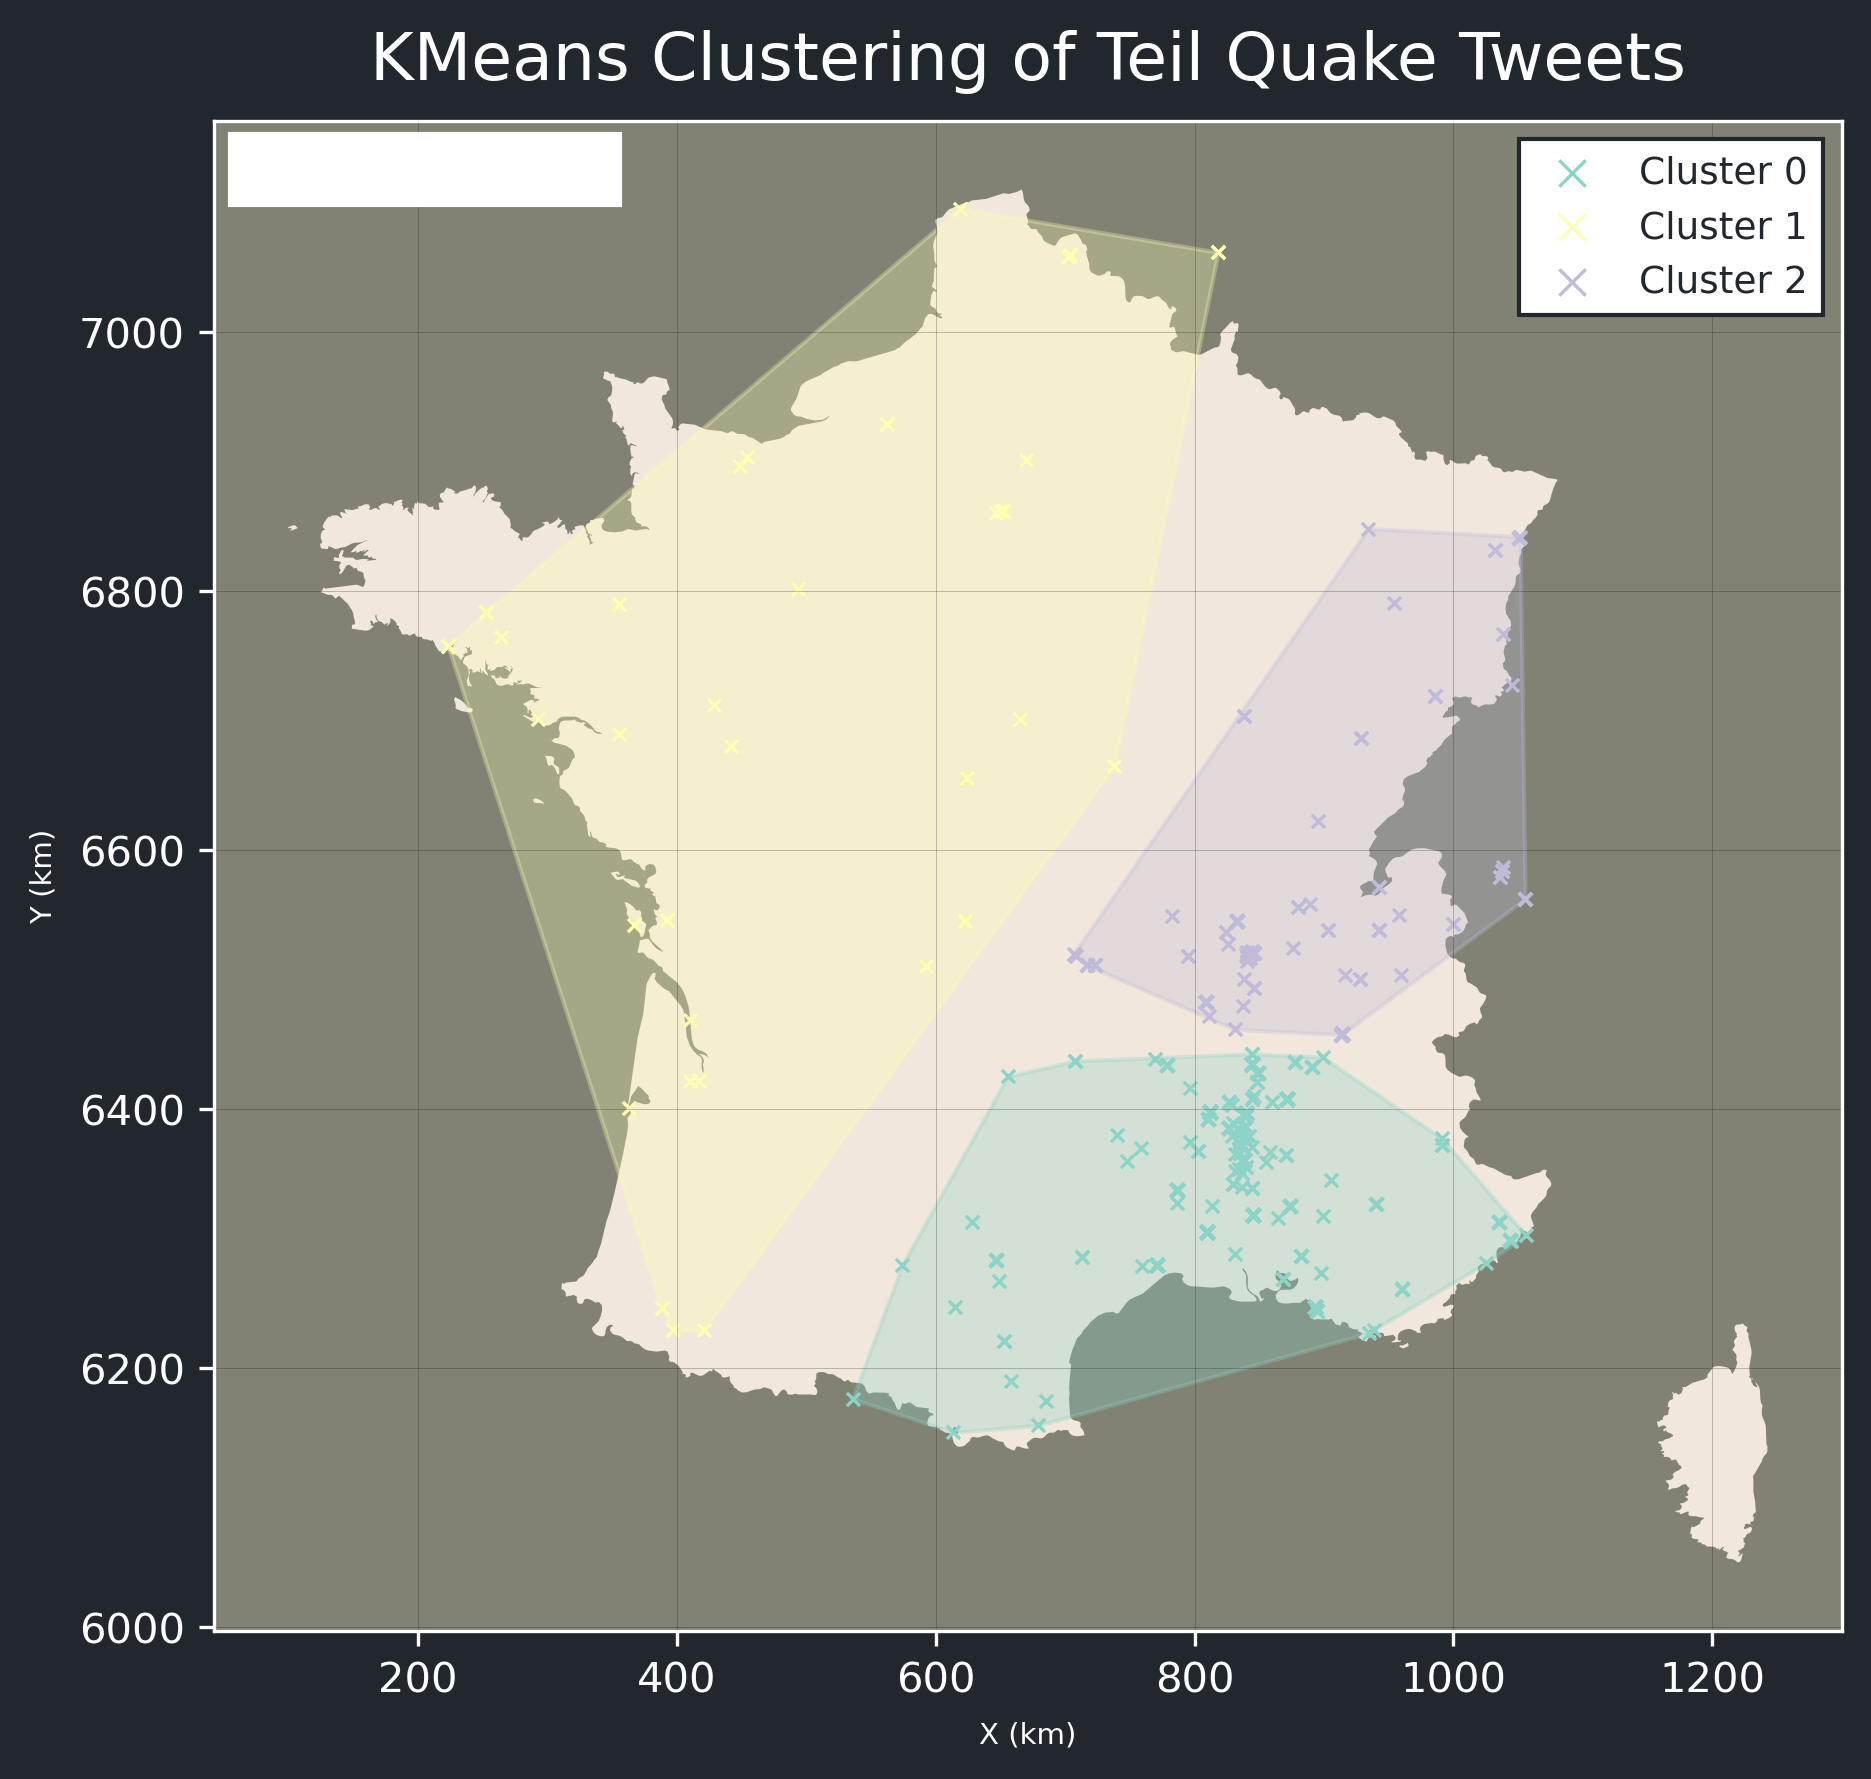 KMeans Clustering of Teil Quake Tweets
Cluster 0
Cluster 1
Cluster 2
7000
6800
6600
6400
6200
6000
Y (km)
200 400 600 800 1000 1200
X (km)